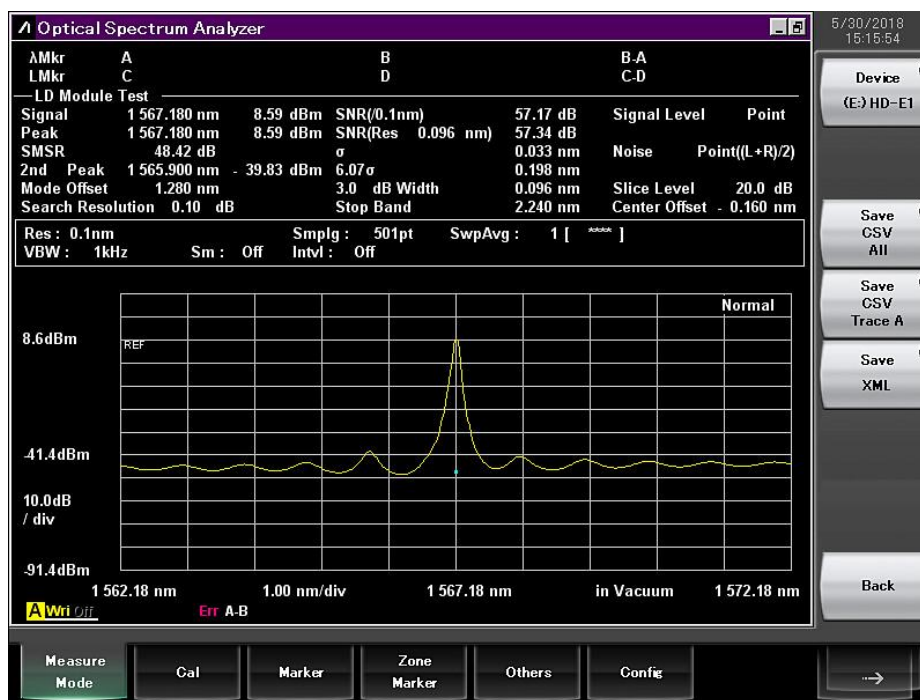 Optical Spectrum Analyzer
5/30/2018
15:15:54
λMkr A B B-A
LMkr C D C-D
LD Module Test
Signal 1 567.180 nm 8.59 dBm SNR(/0.1nm) 57.17 dB Signal Level Point
Peak 1 567.180 nm 8.59 dBm SNR(Res 0.096 nm) 57.34 dB
SMSR 48.42 dB σ 0.033 nm Noise Point((L+R)/2)
2nd Peak 1 565.900 nm - 39.83 dBm 6.07σ 0.198 nm
Mode Offset 1.280 nm 3.0 dB Width 0.096 nm Slice Level 20.0 dB
Search Resolution 0.10 dB Stop Band 2.240 nm Center Offset - 0.160 nm
Res : 0.1nm Smplg : 501pt SwpAvg : 1 [ **** ]
VBW : 1kHz Sm : Off Intvl : Off
Normal
8.6dBm
REF
-41.4dBm
10.0dB
/ div
-91.4dBm
1 562.18 nm 1.00 nm/div 1 567.18 nm in Vacuum 1 572.18 nm
A Wri Off Err A-B
Device
(E:) HD-E1
Save
CSV
All
Save
CSV
Trace A
Save
XML
Back
Measure
Mode
Cal
Marker
Zone
Marker
Others
Config
→